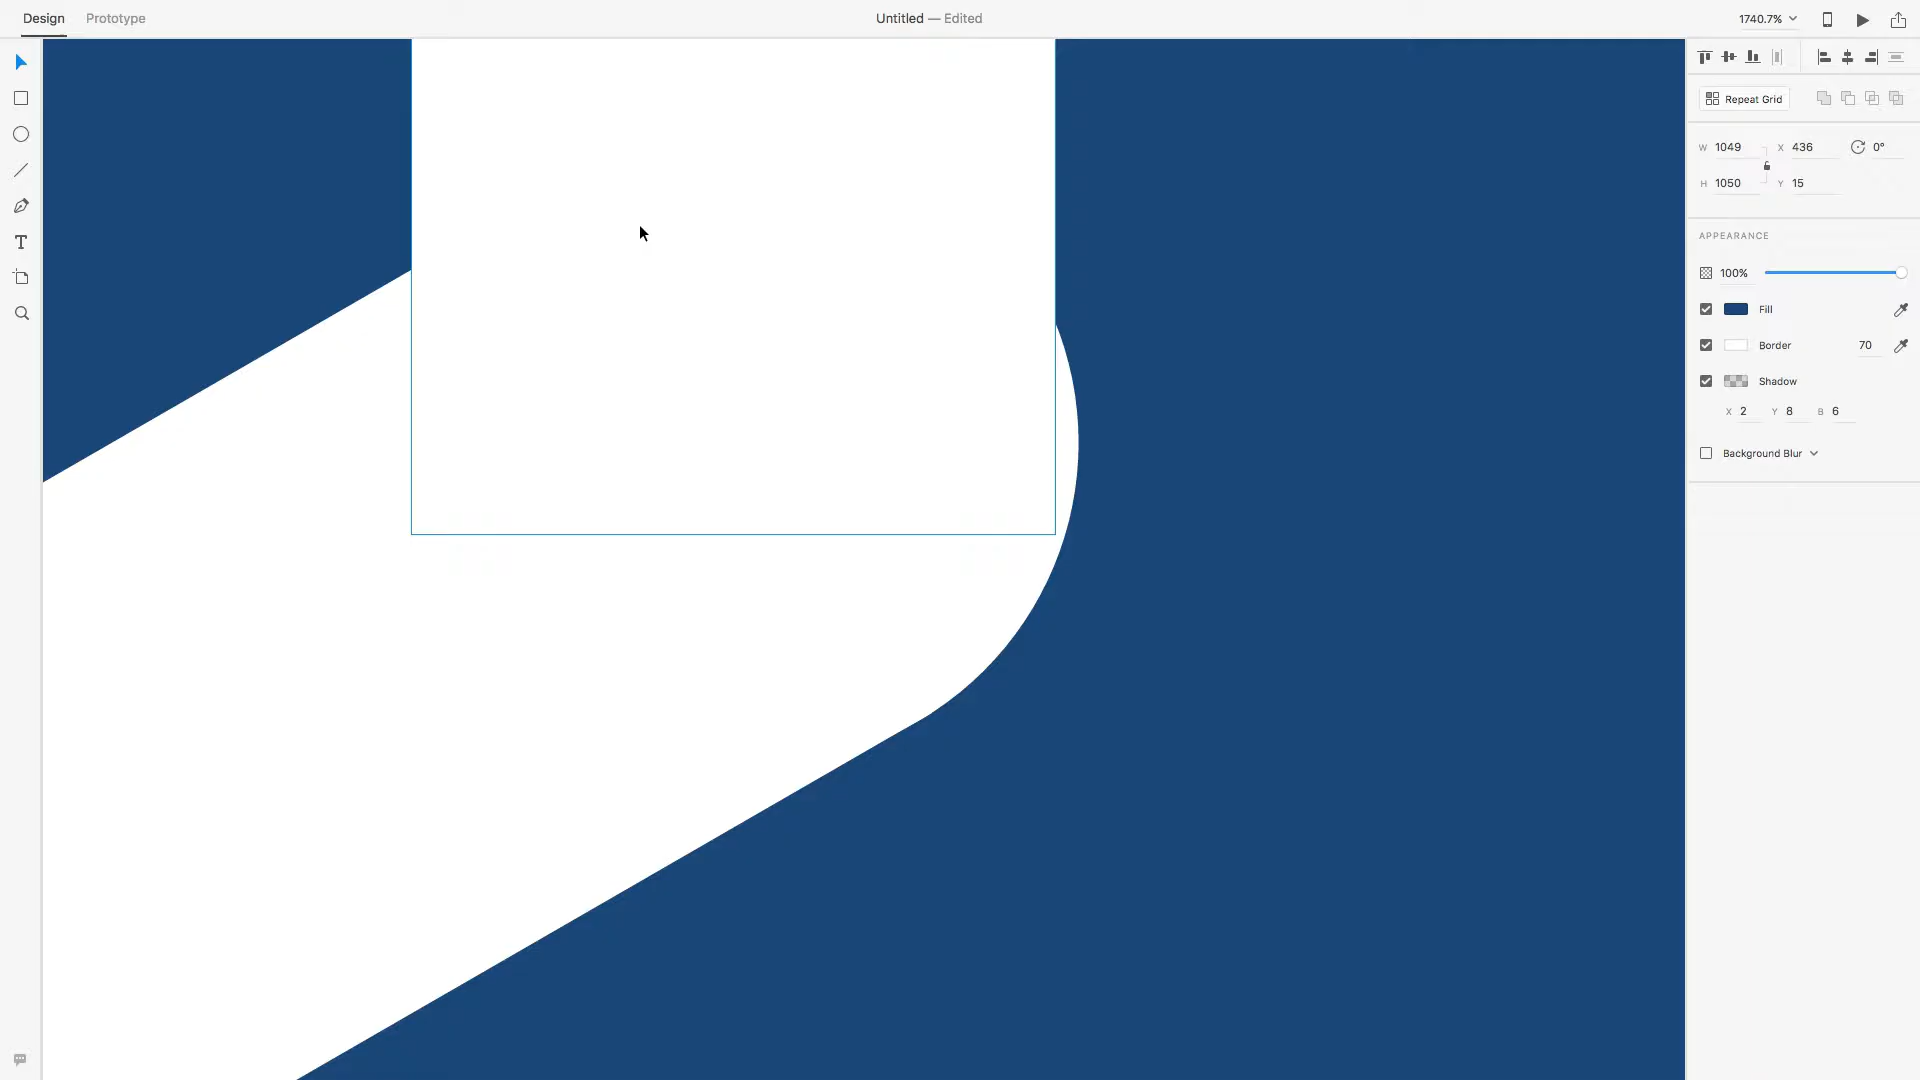 Design Prototype Untitled — Edited 1740.7%
Repeat Grid
W 1049 X 436 0°
H 1050 Y 15
APPEARANCE
100%
Fill
Border 70
Shadow
X 2 Y 8 B 6
Background Blur